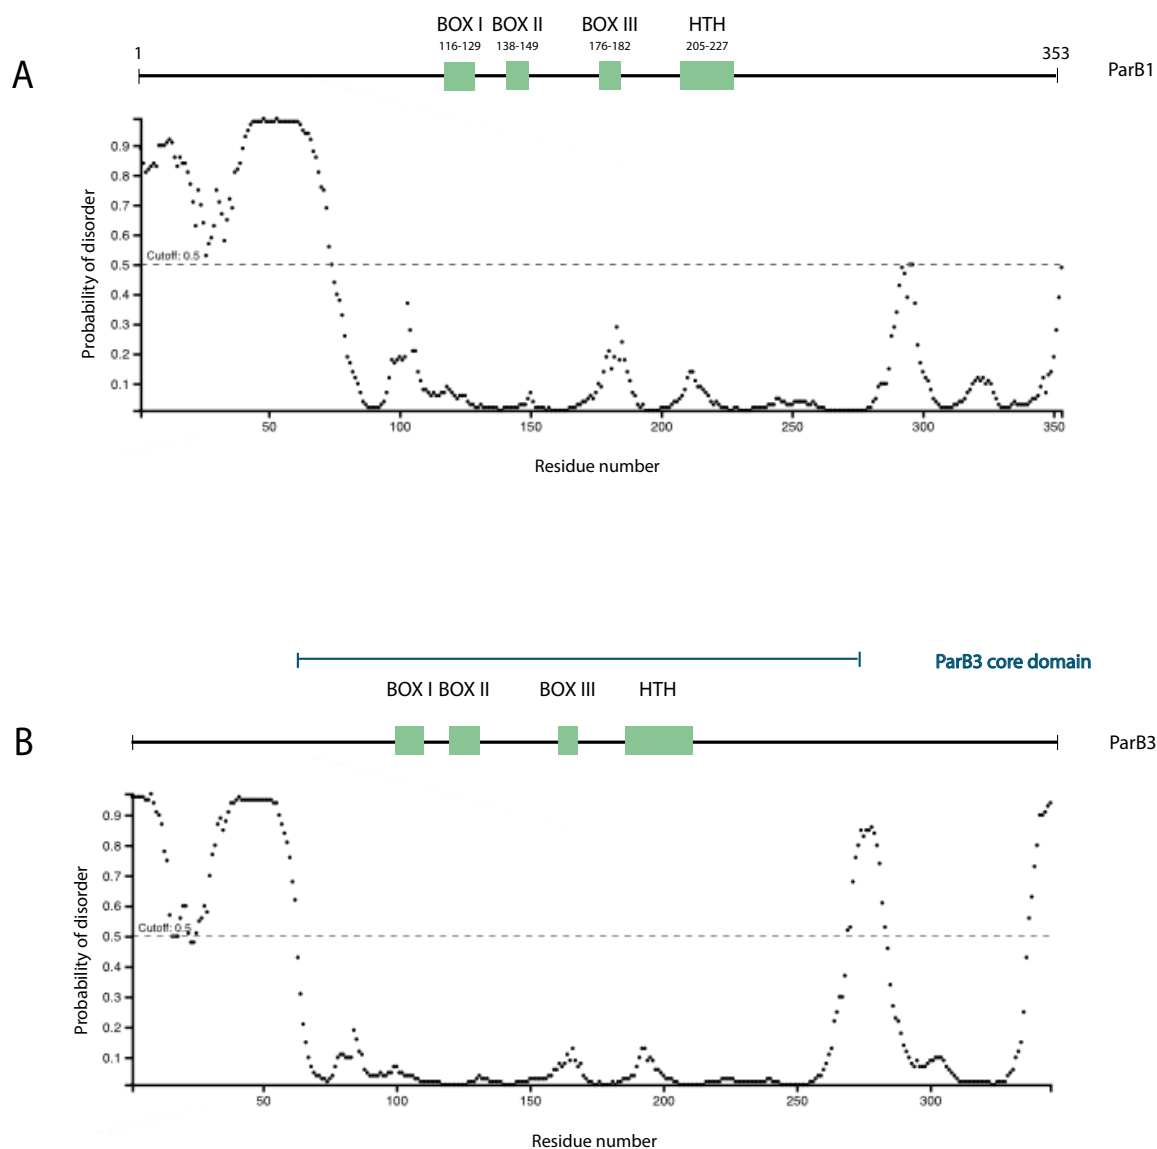 BOX I BOX II BOX III HTH
116-129 138-149 176-182 205-227
1 353
A ParB1
0.9
0.8
0.7
0.6
Cutoff: 0.5
0.5
0.4
0.3
0.2
0.1
Probability of disorder
50 100 150 200 250 300 350
Residue number
ParB3 core domain
BOX I BOX II BOX III HTH
B ParB3
0.9
0.8
0.7
0.6
Cutoff: 0.5
0.5
0.4
0.3
0.2
0.1
Probability of disorder
50 100 150 200 250 300
Residue number